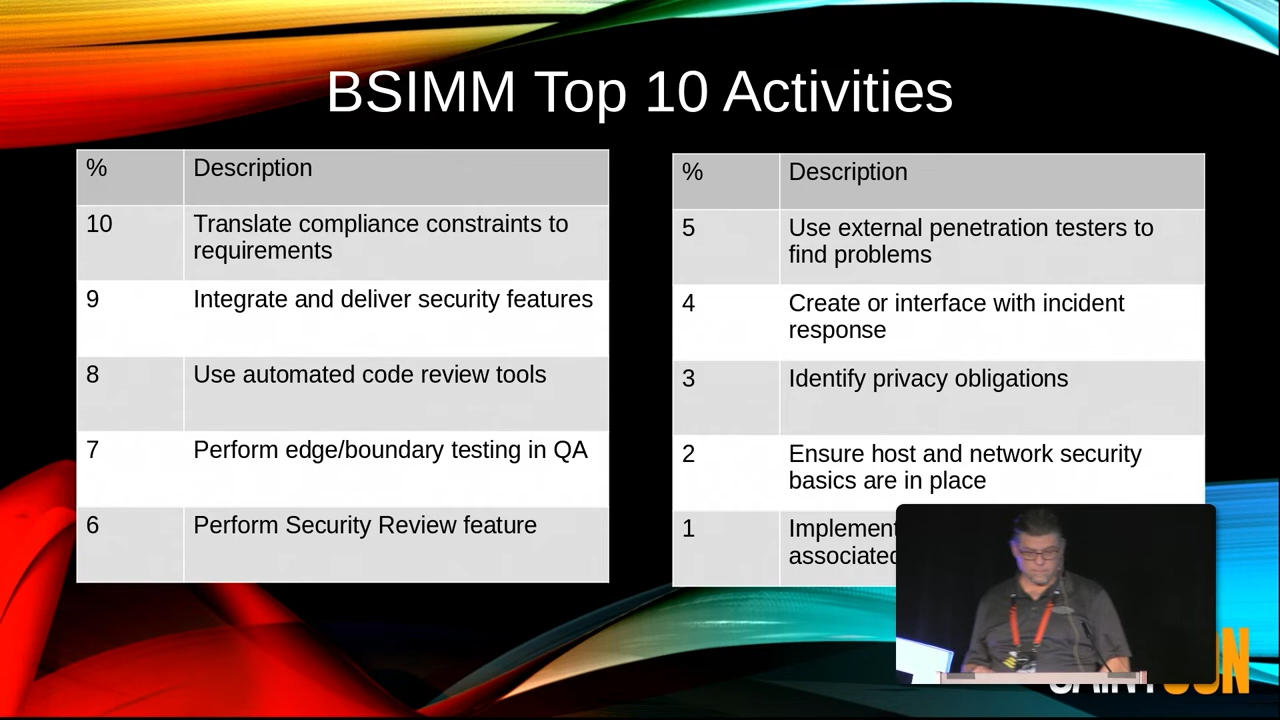 BSIMM Top 10 Activities
% Description
10 Translate compliance constraints to
requirements
9 Integrate and deliver security features
8 Use automated code review tools
7 Perform edge/boundary testing in QA
6 Perform Security Review feature
% Description
5 Use external penetration testers to
find problems
4 Create or interface with incident
response
3 Identify privacy obligations
2 Ensure host and network security
basics are in place
1 Implement
associated